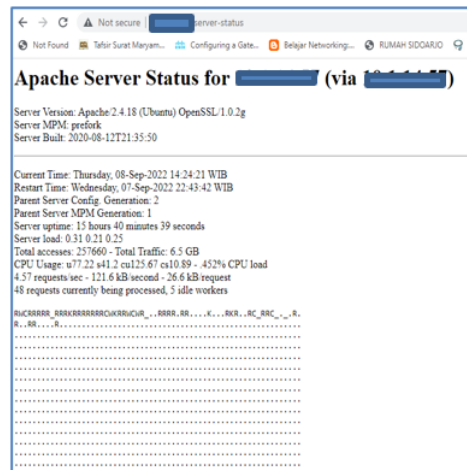 Not secure server-status
Not Found Tafsir Surat Maryam... Configuring a Gate... Belajar Networking:... RUMAH SIDOARJO
Apache Server Status for (via )
Server Version: Apache/2.4.18 (Ubuntu) OpenSSL/1.0.2g
Server MPM: prefork
Server Built: 2020-08-12T21:35:50
Current Time: Thursday, 08-Sep-2022 14:24:21 WIB
Restart Time: Wednesday, 07-Sep-2022 22:43:42 WIB
Parent Server Config. Generation: 2
Parent Server MPM Generation: 1
Server uptime: 15 hours 40 minutes 39 seconds
Server load: 0.31 0.21 0.25
Total accesses: 257660 - Total Traffic: 6.5 GB
CPU Usage: u77.22 s41.2 cu125.67 cs10.89 - .452% CPU load
4.57 requests/sec - 121.6 kB/second - 26.6 kB/request
48 requests currently being processed, 5 idle workers